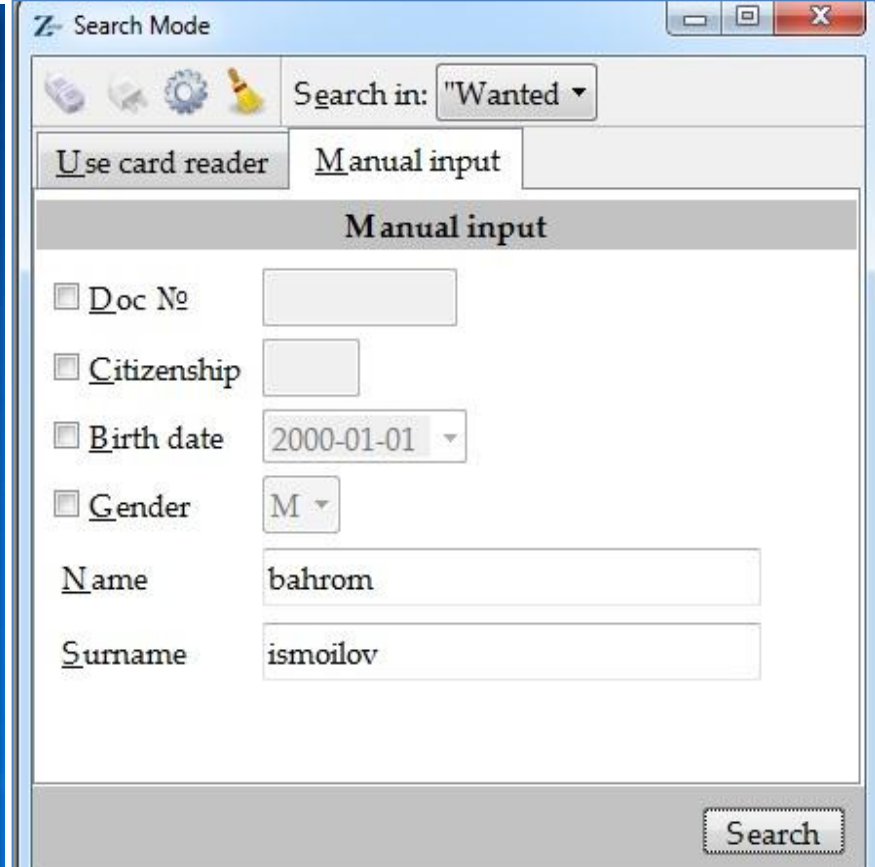 Z- Search Mode
Search in: "Wanted
Use card reader Manual input
Manual input
Doc №
Citizenship
Birth date 2000-01-01
Gender M
Name bahrom
Surname ismoilov
Search